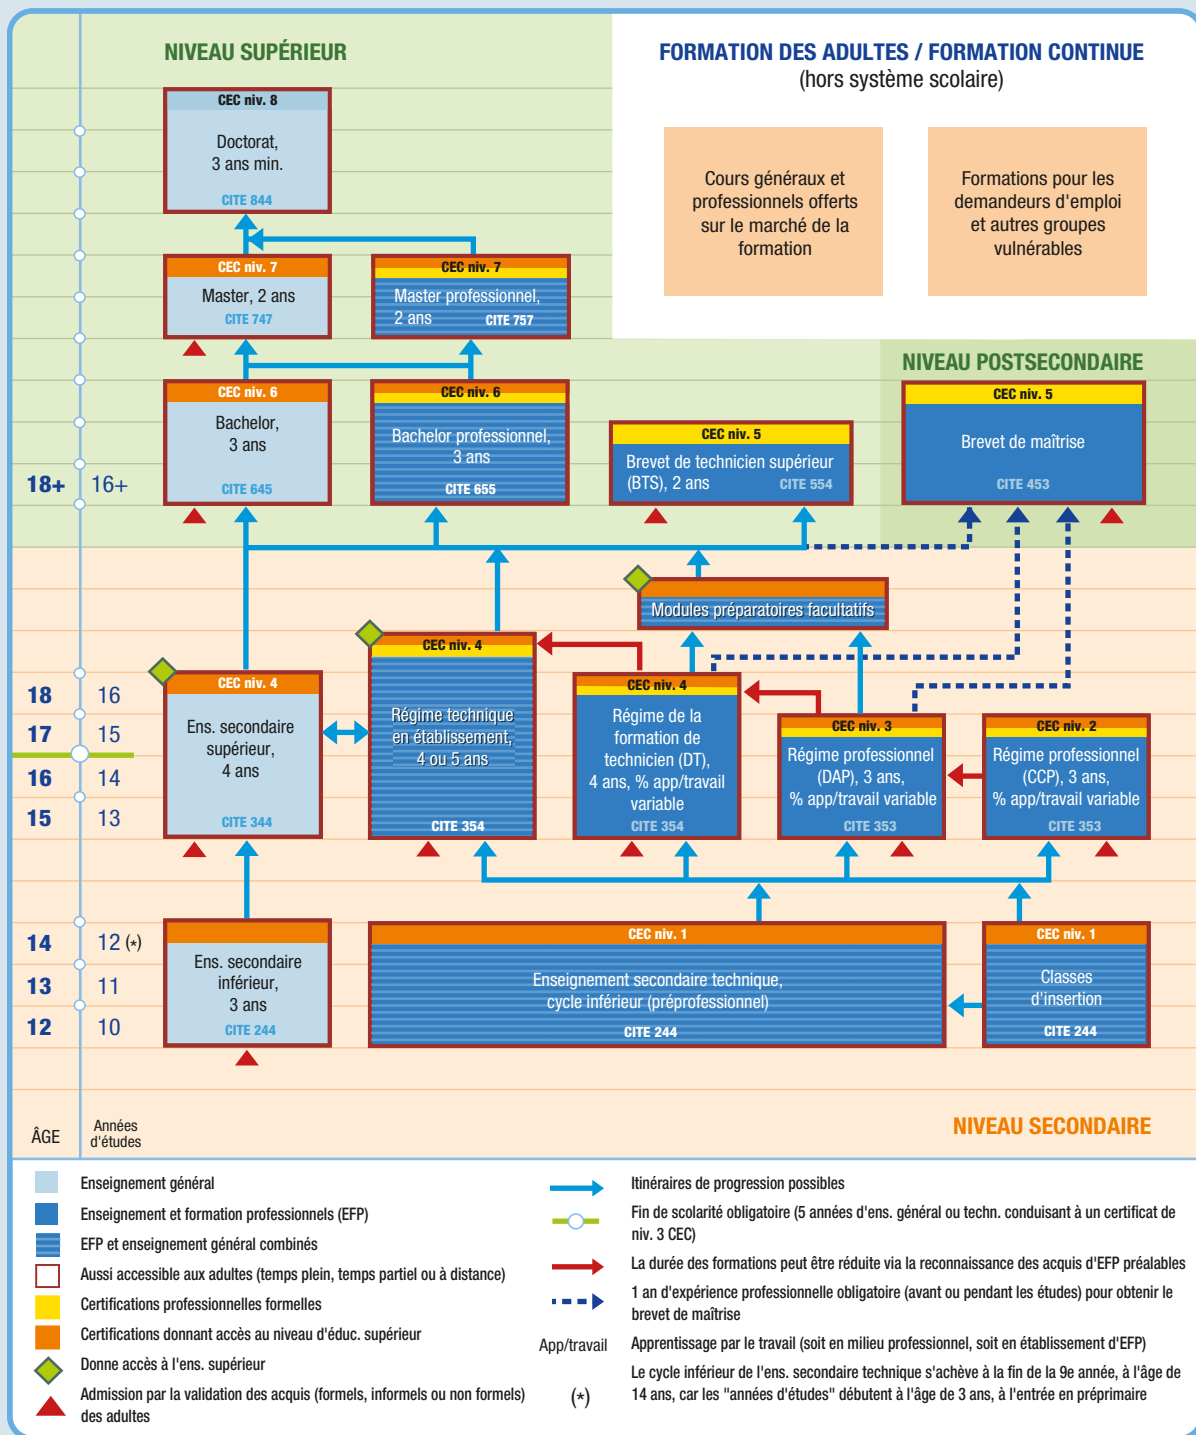 NIVEAU SUPÉRIEUR
FORMATION DES ADULTES / FORMATION CONTINUE
(hors système scolaire)
CEC niv. 8
Doctorat,
3 ans min.
CITE 844
Cours généraux et
professionnels offerts
sur le marché de la
formation
Formations pour les
demandeurs d'emploi
et autres groupes
vulnérables
CEC niv. 7
Master, 2 ans
CITE 747
CEC niv. 7
Master professionnel,
2 ans CITE 757
NIVEAU POSTSECONDAIRE
CEC niv. 6
Bachelor,
3 ans
CITE 645
CEC niv. 6
Bachelor professionnel,
3 ans
CITE 655
CEC niv. 5
Brevet de technicien supérieur
(BTS), 2 ans CITE 554
CEC niv. 5
Brevet de maîtrise
CITE 453
18+ 16+
Modules préparatoires facultatifs
CEC niv. 4
Ens. secondaire
supérieur,
4 ans
CITE 344
CEC niv. 4
Régime technique
en établissement,
4 ou 5 ans
CITE 354
CEC niv. 4
Régime de la
formation de
technicien (DT),
4 ans, % app/travail
variable
CITE 354
CEC niv. 3
Régime professionnel
(DAP), 3 ans,
% app/travail variable
CITE 353
CEC niv. 2
Régime professionnel
(CCP), 3 ans,
% app/travail variable
CITE 353
18 16
17 15
16 14
15 13
Ens. secondaire
inférieur,
3 ans
CITE 244
CEC niv. 1
Enseignement secondaire technique,
cycle inférieur (préprofessionnel)
CITE 244
CEC niv. 1
Classes
d'insertion
CITE 244
14 12 (*)
13 11
12 10
ÂGE
Années
d'études
NIVEAU SECONDAIRE
Enseignement général
Enseignement et formation professionnels (EFP)
EFP et enseignement général combinés
Aussi accessible aux adultes (temps plein, temps partiel ou à distance)
Certifications professionnelles formelles
Certifications donnant accès au niveau d'éduc. supérieur
Donne accès à l'ens. supérieur
Admission par la validation des acquis (formels, informels ou non formels)
des adultes
Itinéraires de progression possibles
Fin de scolarité obligatoire (5 années d'ens. général ou techn. conduisant à un certificat de
niv. 3 CEC)
La durée des formations peut être réduite via la reconnaissance des acquis d'EFP préalables
1 an d'expérience professionnelle obligatoire (avant ou pendant les études) pour obtenir le
brevet de maîtrise
App/travail Apprentissage par le travail (soit en milieu professionnel, soit en établissement d'EFP)
(*) Le cycle inférieur de l'ens. secondaire technique s'achève à la fin de la 9e année, à l'âge de
14 ans, car les "années d'études" débutent à l'âge de 3 ans, à l'entrée en préprimaire